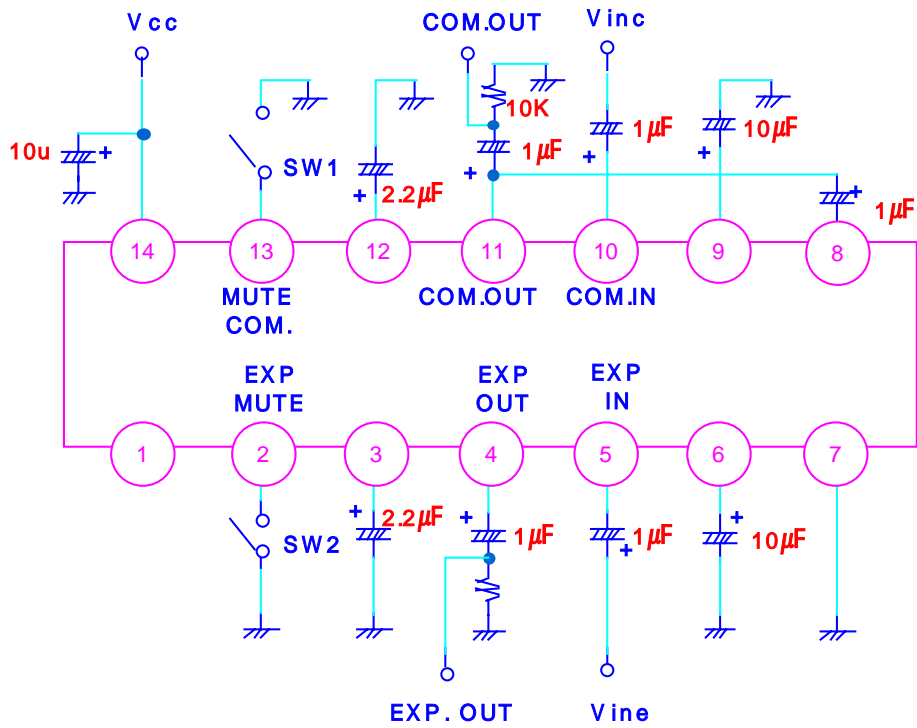 Vcc COM.OUT Vinc
10K
10u + 1μF 1μF 10μF
SW1 + + +
+ 2.2μF + 1μF
14 13 12 11 10 9 8
MUTE COM.OUT COM.IN
COM.
EXP EXP EXP
MUTE OUT IN
1 2 3 4 5 6 7
+ 2.2μF + +
SW2 1μF 1μF 10μF
+
EXP. OUT Vine